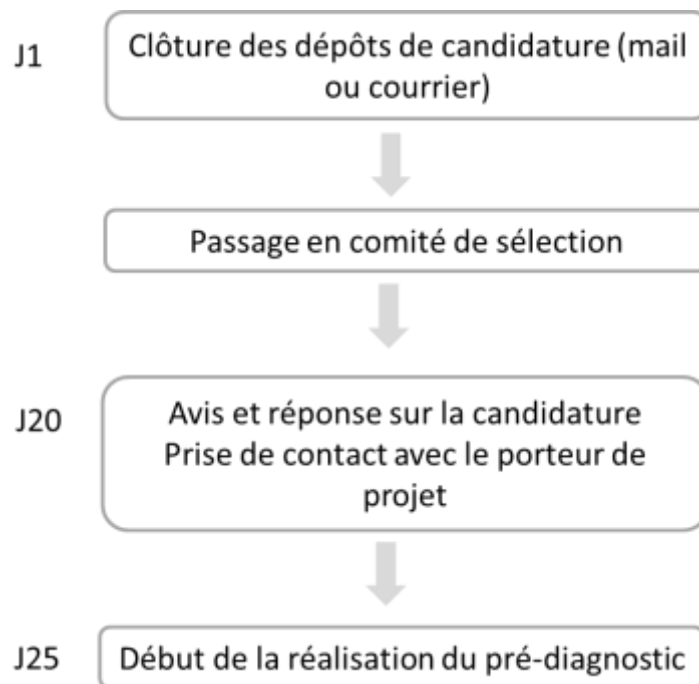 J1
Clôture des dépôts de candidature (mail
ou courrier)
Passage en comité de sélection
J20
Avis et réponse sur la candidature
Prise de contact avec le porteur de
projet
J25
Début de la réalisation du pré-diagnostic